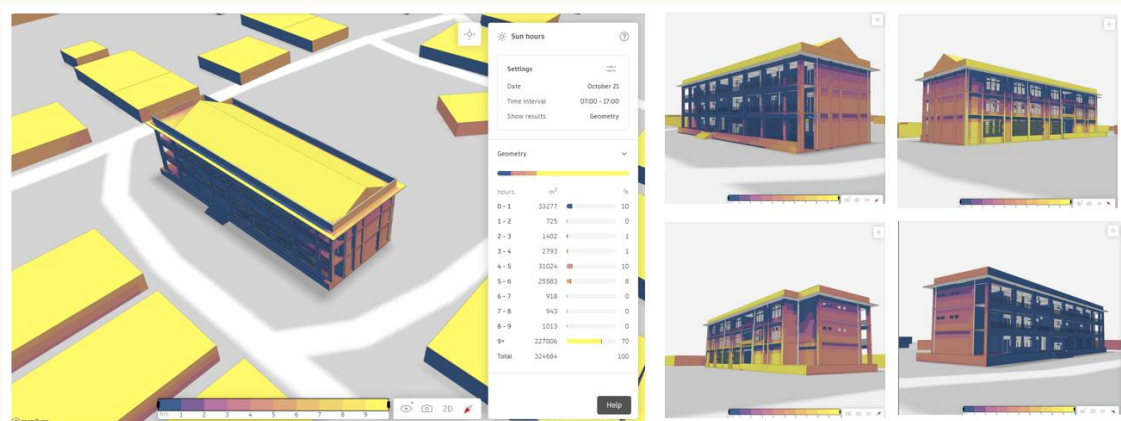 Sun hours
Settings
Date October 21
Time interval 07:00 - 17:00
Show results Geometry
Geometry
hours m² %
0 - 1 33277 10
1 - 2 725 0
2 - 3 1402 1
3 - 4 2793 1
4 - 5 31024 10
5 - 6 25583 8
6 - 7 918 0
7 - 8 943 0
8 - 9 1013 0
9+ 227006 70
Total 324684 100
Help
hrs 1 2 3 4 5 6 7 8 9
2D